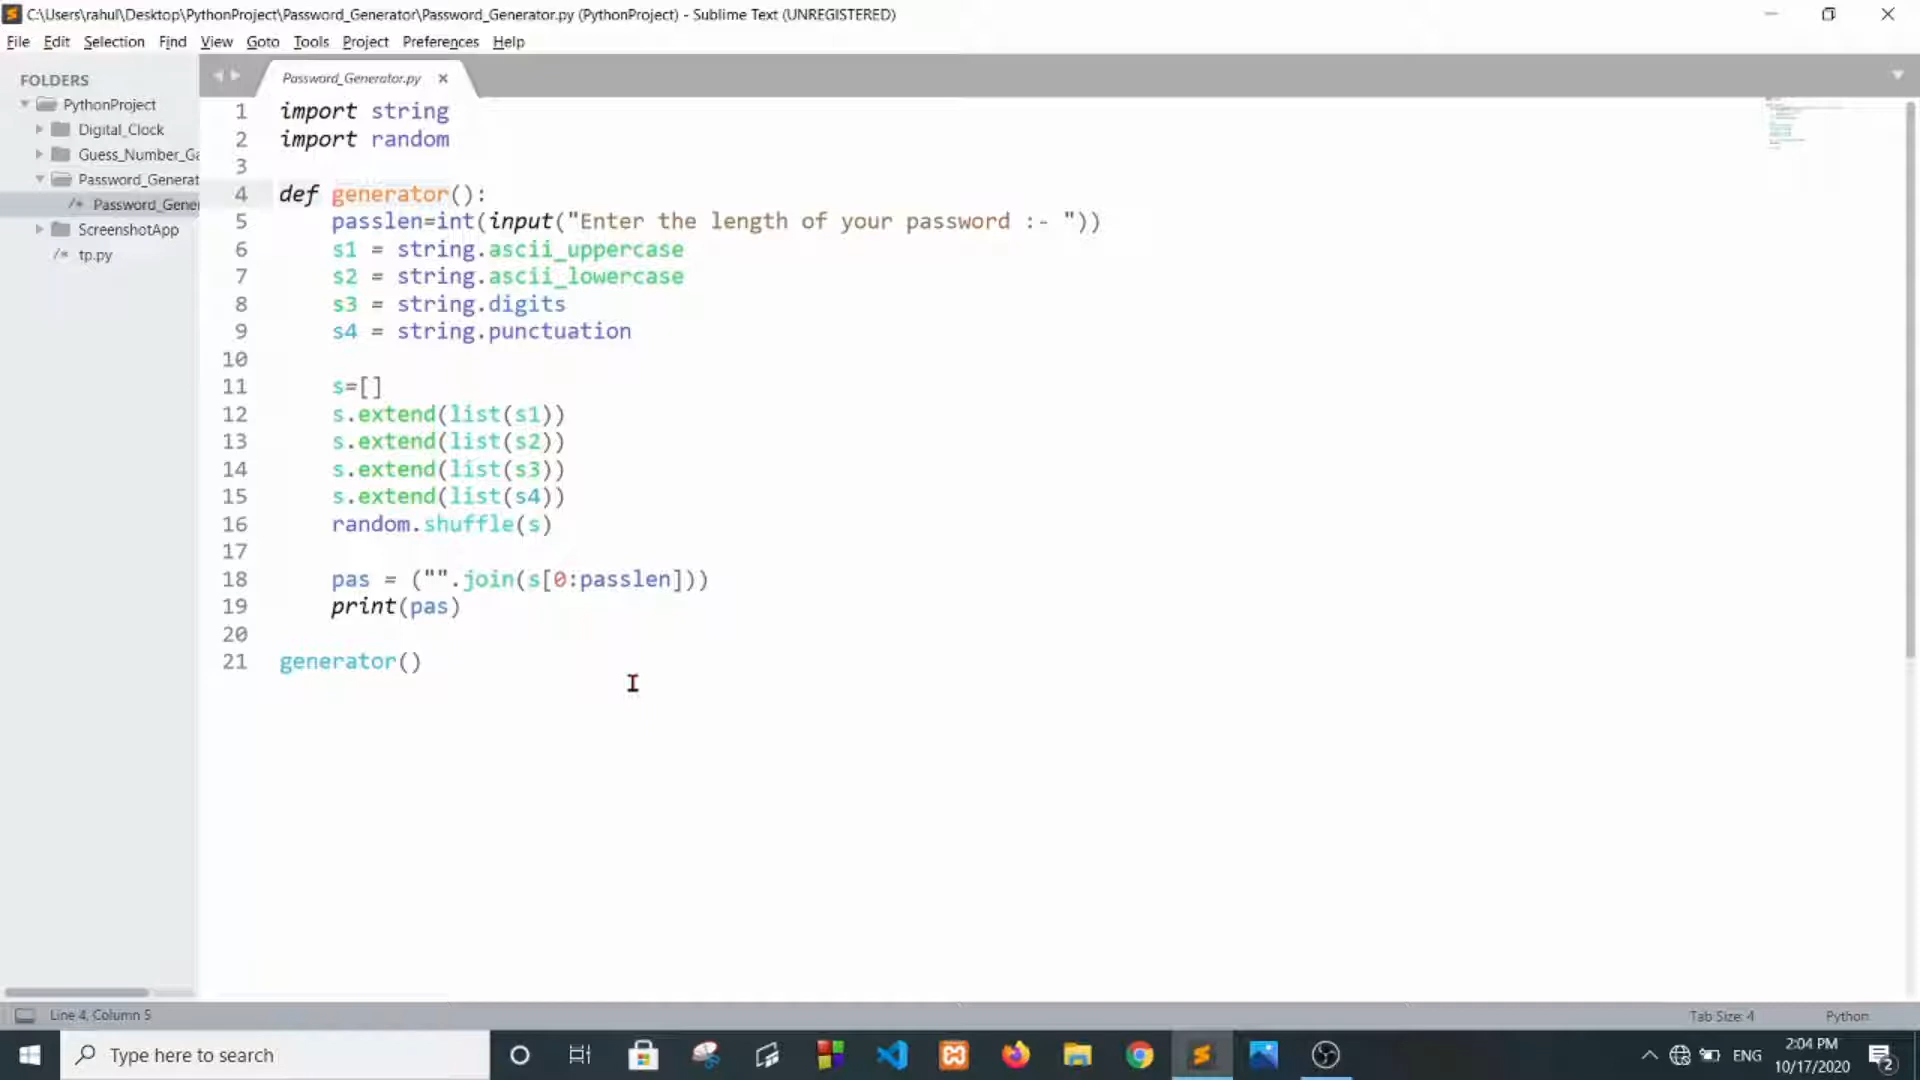 C:\Users\rahul\Desktop\PythonProject\Password_Generator\Password_Generator.py (PythonProject) - Sublime Text (UNREGISTERED)
File Edit Selection Find View Goto Tools Project Preferences Help
FOLDERS
PythonProject
Digital_Clock
Guess_Number_Ga
Password_Generat
/* Password_Gener
ScreenshotApp
/* tp.py
Password_Generator.py ×
1 import string
2 import random
3
4 def generator():
5     passlen=int(input("Enter the length of your password :- "))
6     s1 = string.ascii_uppercase
7     s2 = string.ascii_lowercase
8     s3 = string.digits
9     s4 = string.punctuation
10
11     s=[]
12     s.extend(list(s1))
13     s.extend(list(s2))
14     s.extend(list(s3))
15     s.extend(list(s4))
16     random.shuffle(s)
17
18     pas = ("".join(s[0:passlen]))
19     print(pas)
20
21 generator()
Line 4, Column 5
Tab Size: 4
Python
Type here to search
ENG
2:04 PM
10/17/2020
2